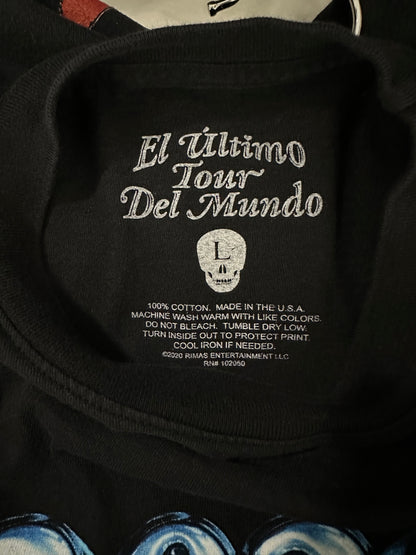 El Último
Tour
Del Mundo
L
100% COTTON. MADE IN THE U.S.A.
MACHINE WASH WARM WITH LIKE COLORS.
DO NOT BLEACH. TUMBLE DRY LOW.
TURN INSIDE OUT TO PROTECT PRINT.
COOL IRON IF NEEDED.
©2020 RIMAS ENTERTAINMENT LLC
RN# 102050